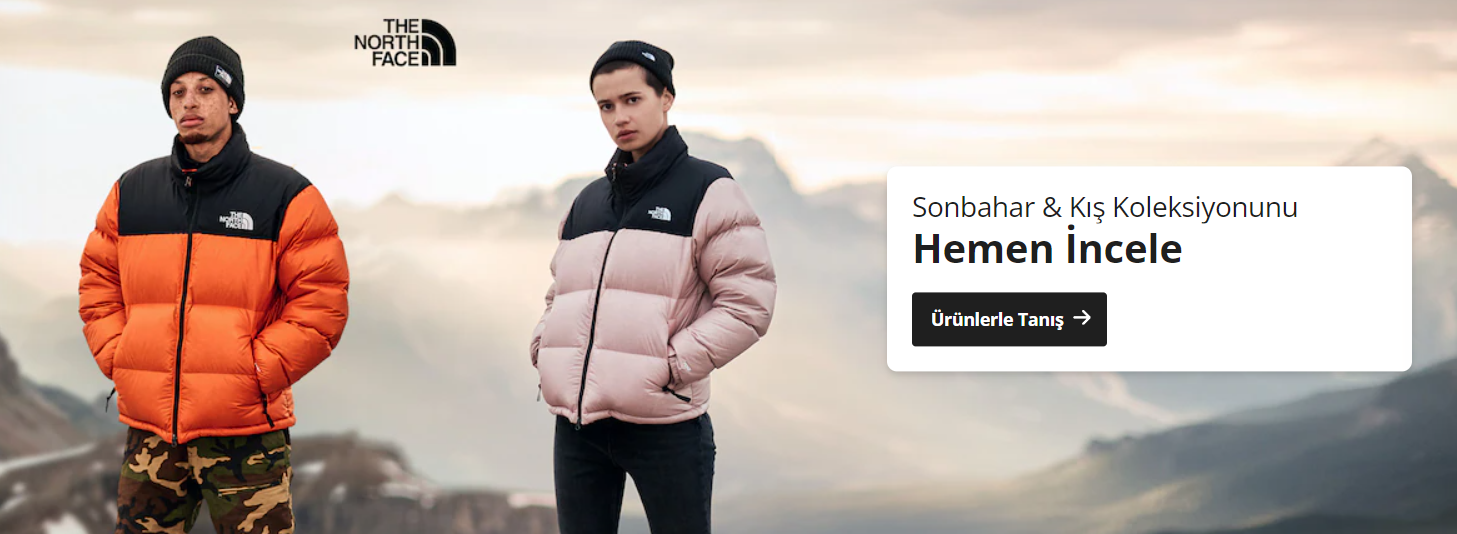 THE
NORTH
FACE
THE
NORTH
FACE
THE
NORTH
FACE
Sonbahar & Kış Koleksiyonunu
Hemen İncele
Ürünlerle Tanış →